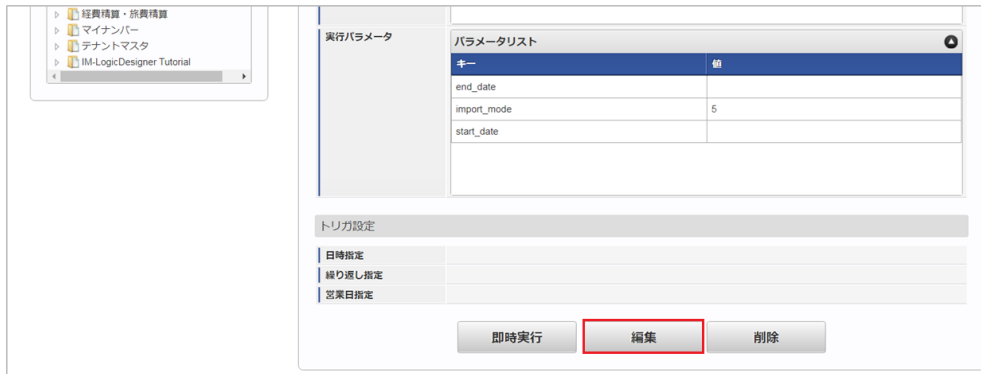 経費精算・旅費精算
マイナンバー
テナントマスタ
IM-LogicDesigner Tutorial
実行パラメータ
パラメータリスト
キー 値
end_date
import_mode 5
start_date
トリガ設定
日時指定
繰り返し指定
営業日指定
即時実行 編集 削除